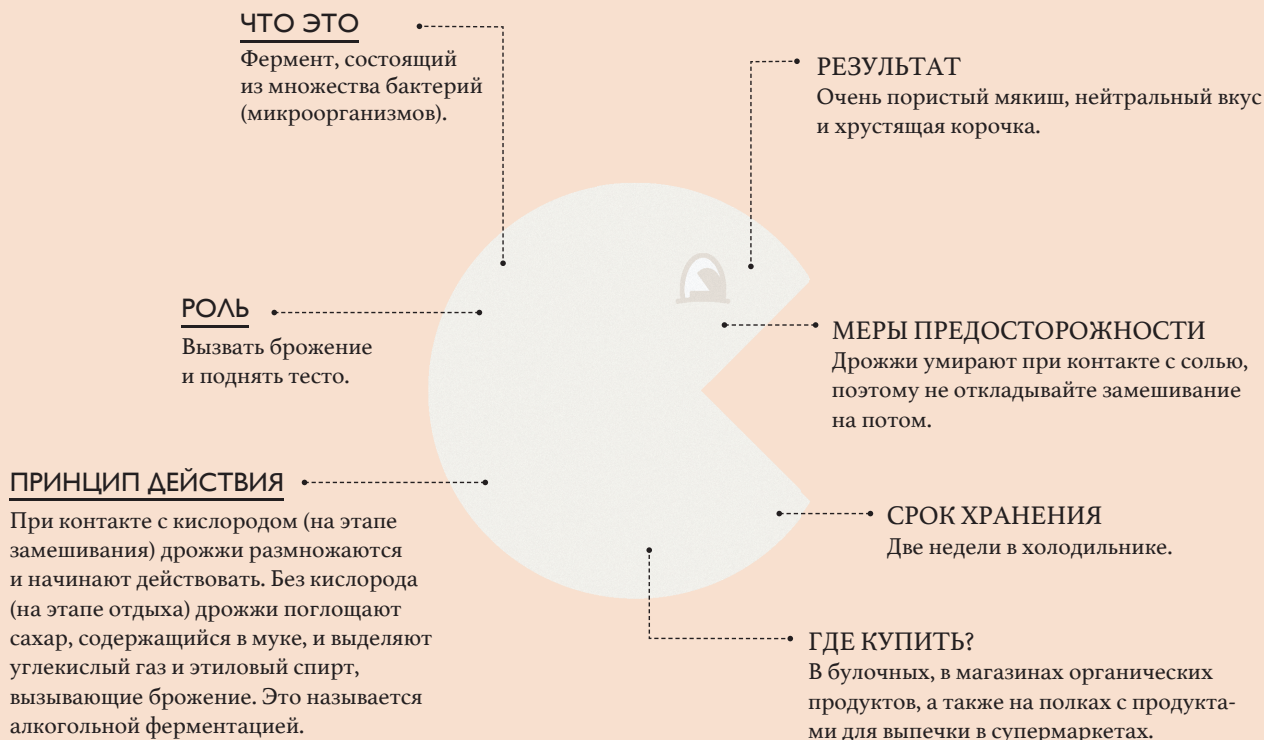 ЧТО ЭТО
Фермент, состоящий
из множества бактерий
(микроорганизмов).
РОЛЬ
Вызвать брожение
и поднять тесто.
ПРИНЦИП ДЕЙСТВИЯ
При контакте с кислородом (на этапе
замешивания) дрожжи размножаются
и начинают действовать. Без кислорода
(на этапе отдыха) дрожжи поглощают
сахар, содержащийся в муке, и выделяют
углекислый газ и этиловый спирт,
вызывающие брожение. Это называется
алкогольной ферментацией.
РЕЗУЛЬТАТ
Очень пористый мякиш, нейтральный вкус
и хрустящая корочка.
МЕРЫ ПРЕДОСТОРОЖНОСТИ
Дрожжи умирают при контакте с солью,
поэтому не откладывайте замешивание
на потом.
СРОК ХРАНЕНИЯ
Две недели в холодильнике.
ГДЕ КУПИТЬ?
В булочных, в магазинах органических
продуктов, а также на полках с продукта-
ми для выпечки в супермаркетах.